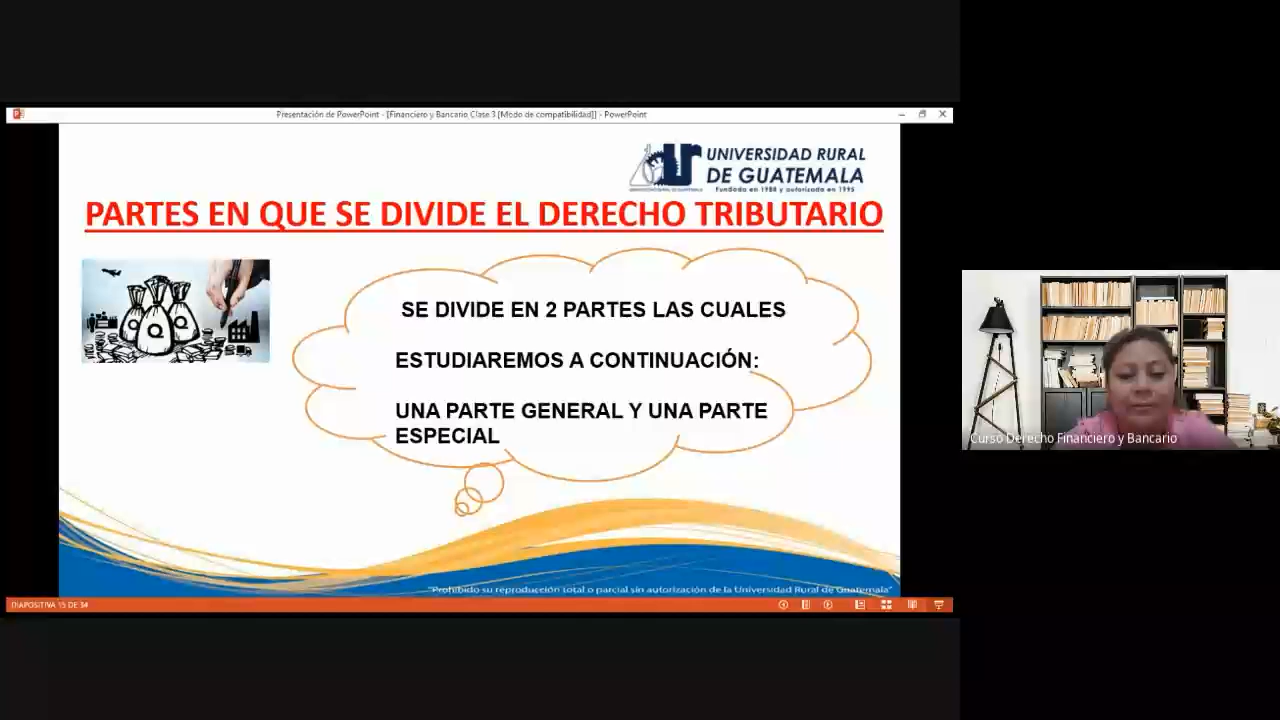 Presentación de PowerPoint - [Financiero y Bancario Clase 3 [Modo de compatibilidad]] - PowerPoint
UNIVERSIDAD RURAL
DE GUATEMALA
Fundada en 1988 y autorizada en 1995
PARTES EN QUE SE DIVIDE EL DERECHO TRIBUTARIO
Q Q Q
SE DIVIDE EN 2 PARTES LAS CUALES
ESTUDIAREMOS A CONTINUACIÓN:
UNA PARTE GENERAL Y UNA PARTE
ESPECIAL
Curso Derecho Financiero y Bancario
"Prohibido su reproducción total o parcial sin autorización de la Universidad Rural de Guatemala"
DIAPOSITIVA 15 DE 34